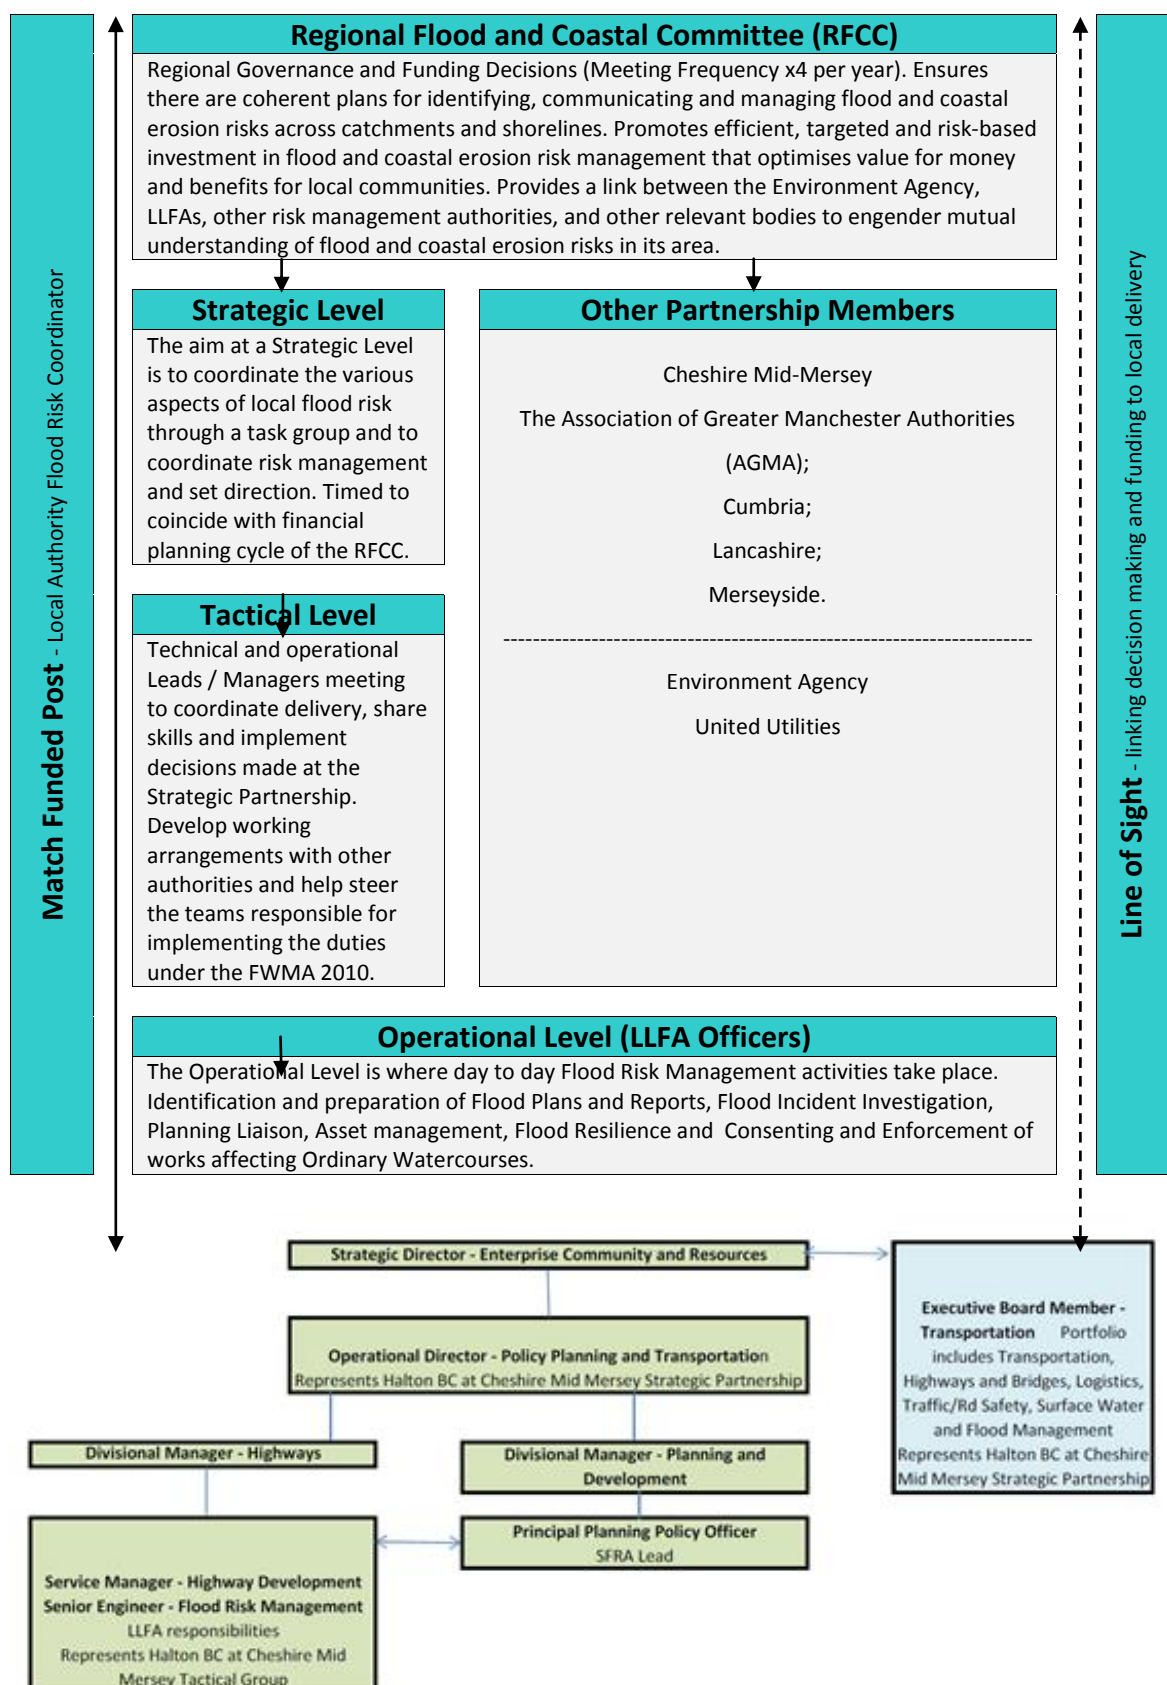 Regional Flood and Coastal Committee (RFCC)
Regional Governance and Funding Decisions (Meeting Frequency x4 per year). Ensures
there are coherent plans for identifying, communicating and managing flood and coastal
erosion risks across catchments and shorelines. Promotes efficient, targeted and risk-based
investment in flood and coastal erosion risk management that optimises value for money
and benefits for local communities. Provides a link between the Environment Agency,
LLFAs, other risk management authorities, and other relevant bodies to engender mutual
understanding of flood and coastal erosion risks in its area.
Match Funded Post - Local Authority Flood Risk Coordinator
Strategic Level
The aim at a Strategic Level
is to coordinate the various
aspects of local flood risk
through a task group and to
coordinate risk management
and set direction. Timed to
coincide with financial
planning cycle of the RFCC.
Tactical Level
Technical and operational
Leads / Managers meeting
to coordinate delivery, share
skills and implement
decisions made at the
Strategic Partnership.
Develop working
arrangements with other
authorities and help steer
the teams responsible for
implementing the duties
under the FWMA 2010.
Other Partnership Members
Cheshire Mid-Mersey
The Association of Greater Manchester Authorities
(AGMA);
Cumbria;
Lancashire;
Merseyside.
------------------------------------------------------------------------
Environment Agency
United Utilities
Line of Sight - linking decision making and funding to local delivery
Operational Level (LLFA Officers)
The Operational Level is where day to day Flood Risk Management activities take place.
Identification and preparation of Flood Plans and Reports, Flood Incident Investigation,
Planning Liaison, Asset management, Flood Resilience and  Consenting and Enforcement of
works affecting Ordinary Watercourses.
Strategic Director - Enterprise Community and Resources
Executive Board Member -
Transportation    Portfolio
includes Transportation,
Highways and Bridges, Logistics,
Traffic/Rd Safety, Surface Water
and Flood Management
Represents Halton BC at Cheshire
Mid Mersey Strategic Partnership
Operational Director - Policy Planning and Transportation
Represents Halton BC at Cheshire Mid Mersey Strategic Partnership
Divisional Manager - Highways
Divisional Manager - Planning and
Development
Principal Planning Policy Officer
SFRA Lead
Service Manager - Highway Development
Senior Engineer - Flood Risk Management
LLFA responsibilities
Represents Halton BC at Cheshire Mid
Mersey Tactical Group